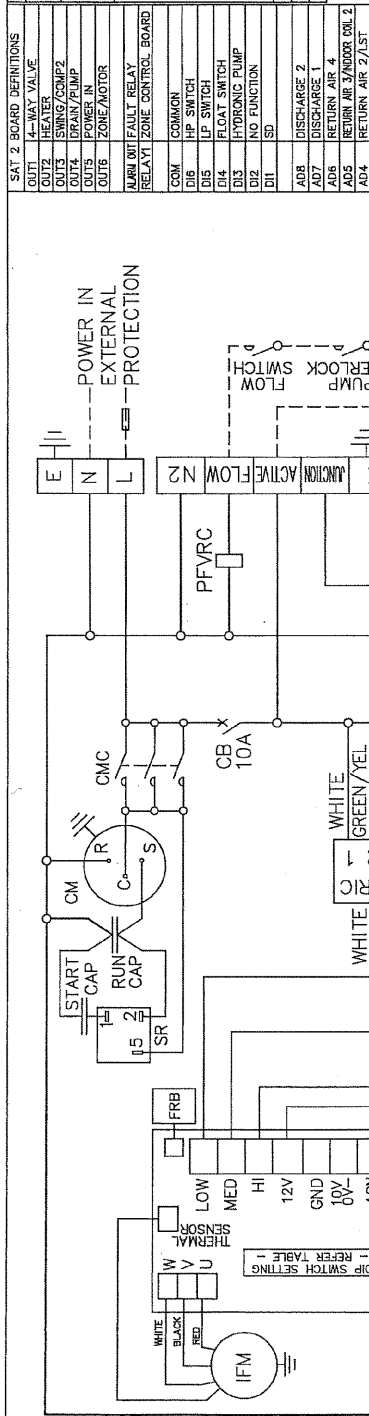 SAT 2 BOARD DEFINITIONS
OUT1 4-WAY VALVE
OUT2 HEATER
OUT3 SWING/COMP2
OUT4 DRAIN/PUMP
OUT5 POWER IN
OUT6 ZONE/MOTOR
ALARM OUT FAULT RELAY
RELAY1 ZONE CONTROL BOARD
COM COMMON
DI6 HP SWITCH
DI5 LP SWITCH
DI4 FLOAT SWITCH
DI3 HYDRONIC PUMP
DI2 NO FUNCTION
DI1 SD
AD8 DISCHARGE 2
AD7 DISCHARGE 1
AD6 RETURN AIR 4
AD5 RETURN AIR 3/INDOOR COIL 2
AD4 RETURN AIR 2/LST
POWER IN
EXTERNAL
PROTECTION
E
N
L
FLOW
SWITCH
PUMP
ERLOCK
N2
FLOW
ACTIVE
JUNCTION
PFVRC
CMC
CB
10A
CM
R
C
S
START
CAP
RUN
CAP
1
2
5
SR
WHITE
GREEN/YEL
1
RIC
WHITE
FRB
THERMAL
SENSOR
LOW
MED
HI
12V
GND
10V
0V-
DIP SWITCH SETTING
- REFER TABLE -
W
V
U
WHITE
BLACK
RED
IFM